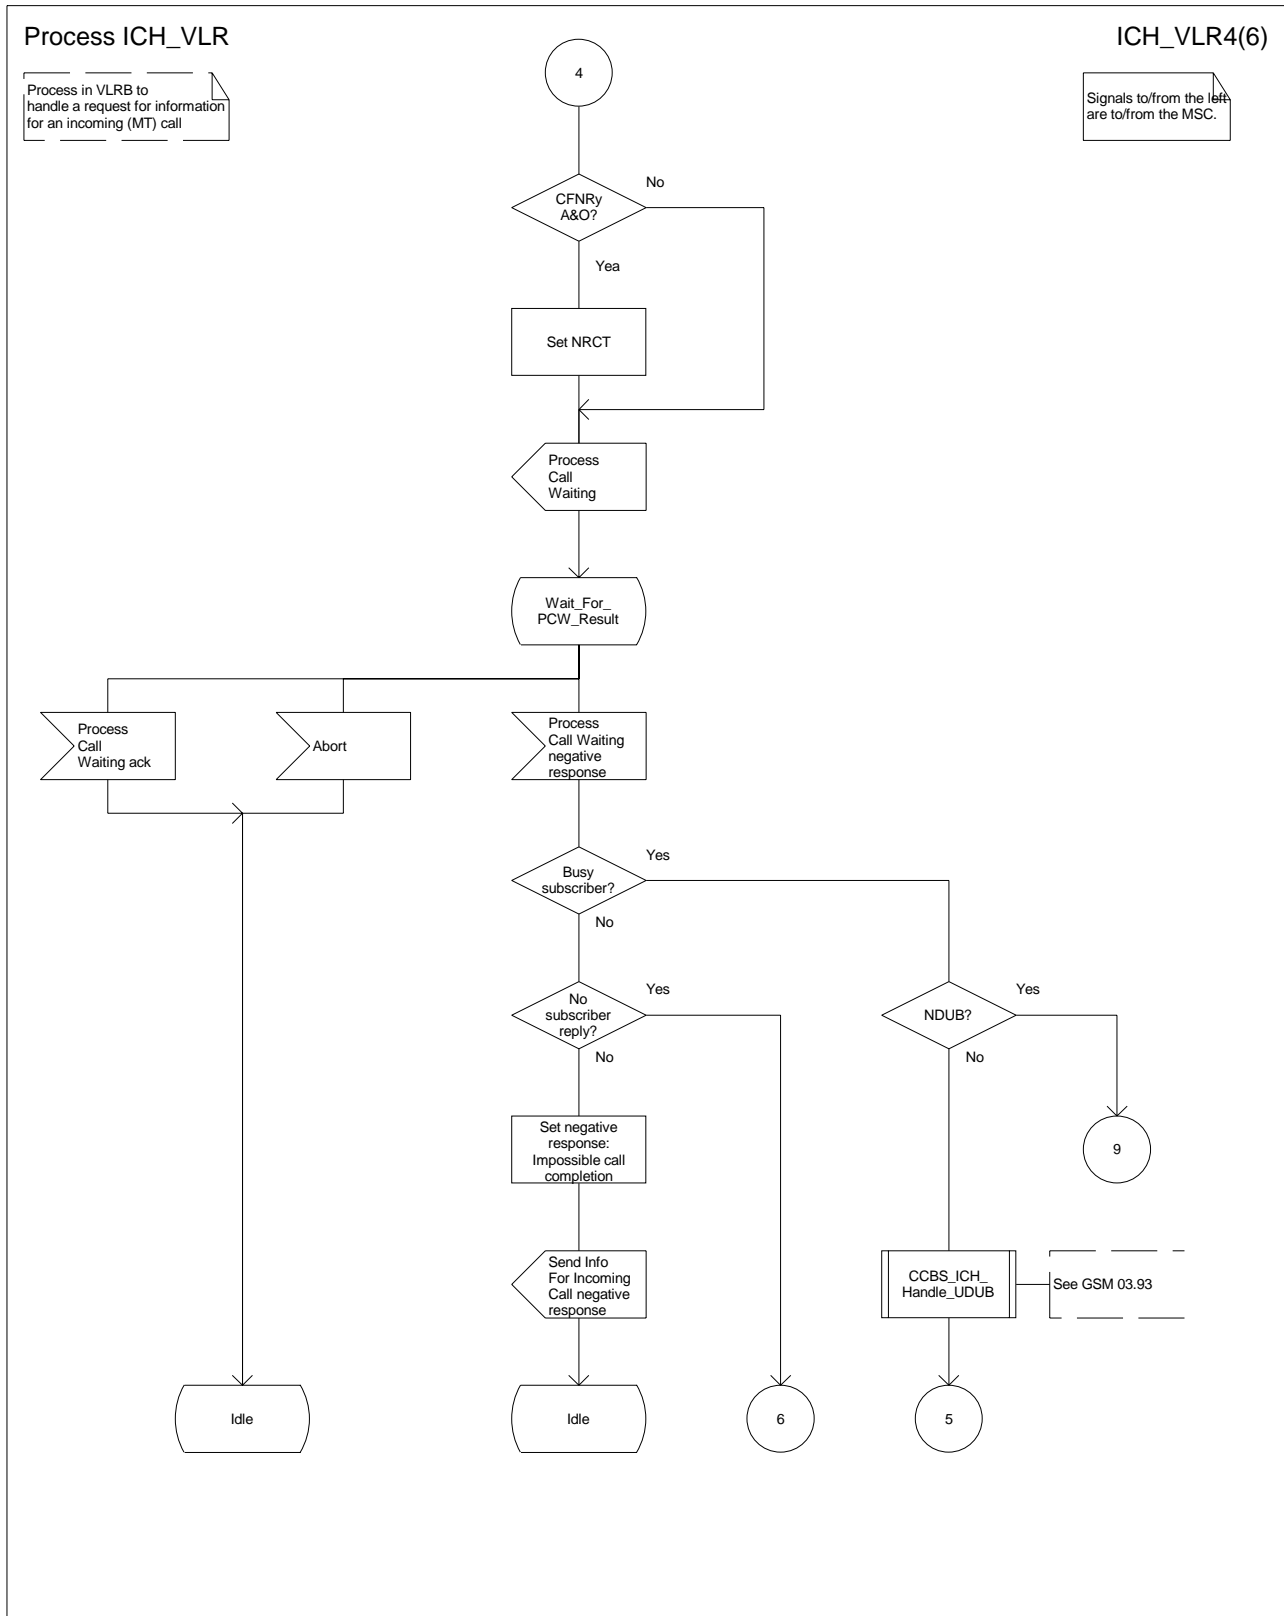 Process ICH_VLR
ICH_VLR4(6)
Process in VLRB to
handle a request for information
for an incoming (MT) call
4
Signals to/from the left
are to/from the MSC.
CFNRy
A&O?
No
Yea
Set NRCT
Process
Call
Waiting
Wait_For_
PCW_Result
Process
Call
Waiting ack
Abort
Process
Call Waiting
negative
response
Busy
subscriber?
Yes
No
No
subscriber
reply?
Yes
No
NDUB?
Yes
No
Set negative
response:
Impossible call
completion
9
Send Info
For Incoming
Call negative
response
CCBS_ICH_
Handle_UDUB
See GSM 03.93
Idle
Idle
6
5